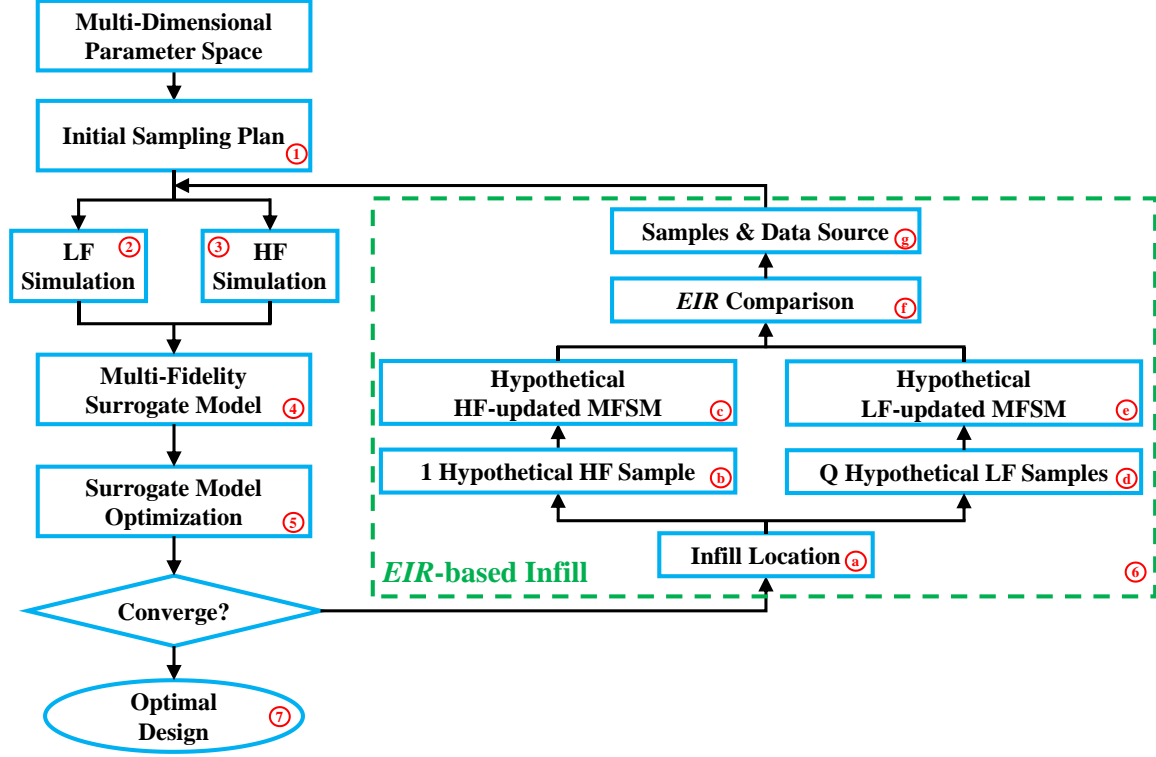 Multi-Dimensional
Parameter Space
Initial Sampling Plan
1
LF
Simulation
2
3
HF
Simulation
Multi-Fidelity
Surrogate Model
4
Surrogate Model
Optimization
5
Converge?
Optimal
Design
7
Samples & Data Source
g
EIR Comparison
f
Hypothetical
HF-updated MFSM
c
Hypothetical
LF-updated MFSM
e
1 Hypothetical HF Sample
b
Q Hypothetical LF Samples
d
Infill Location
a
EIR-based Infill
6